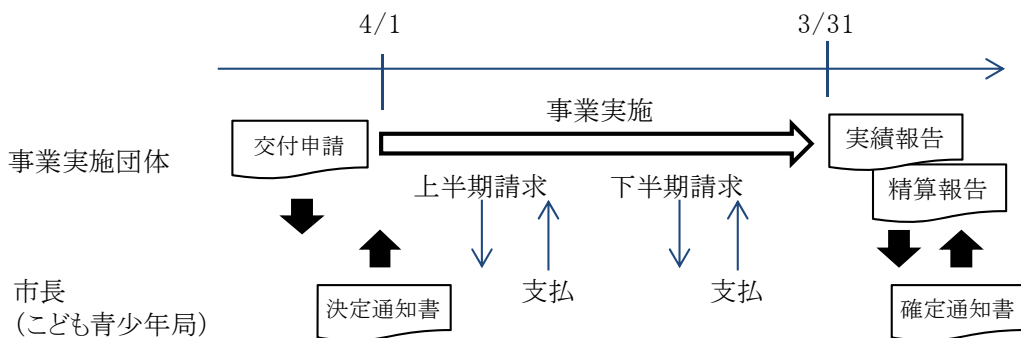 4/1
3/31
事業実施
事業実施団体
交付申請
実績報告
精算報告
上半期請求
下半期請求
市長
（こども青少年局）
決定通知書
支払
支払
確定通知書